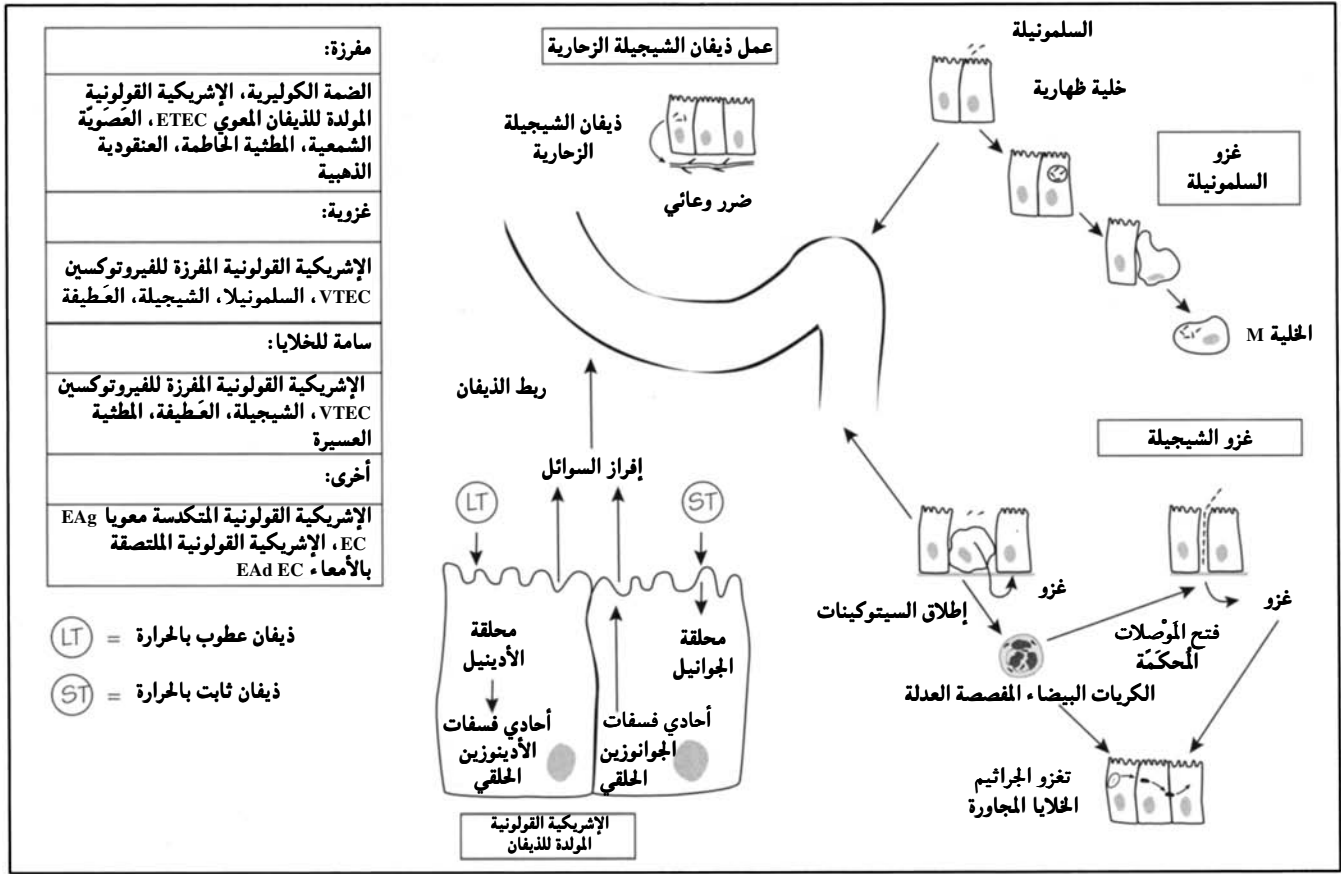 مفرزة:
الضمة الكوليرية، الإشريكية القولونية
المولدة للذيفان المعوي ETEC، العَصَويّة
الشمعية، المطثية الحاطمة، العنقودية
الذهبية
غزوية:
الإشريكية القولونية المفرزة للفيروتوكسين
VTEC، السلمونيلا، الشيجيلة، العَطيفة
سامة للخلايا:
الإشريكية القولونية المفرزة للفيروتوكسين
VTEC، الشيجيلة، العَطيفة، المطثية
العسيرة
أخرى:
الإشريكية القولونية المتكدسة معويا EAg
EC، الإشريكية القولونية الملتصقة
بالأمعاء EAd EC
LT = ذيفان عطوب بالحرارة
ST = ذيفان ثابت بالحرارة
عمل ذيفان الشيجيلة الزحارية
ذيفان الشيجيلة
الزحارية
ضرر وعائي
السلمونيلة
خلية ظهارية
غزو
السلمونيلة
الخلية M
ربط الذيفان
إفراز السوائل
LT
ST
محلقة
الأدينيل
محلقة
الجوانيل
أحادي فسفات
الأدينوزين
الحلقي
أحادي فسفات
الجوانوزين
الحلقي
الإشريكية القولونية
المولدة للذيفان
غزو الشيجيلة
غزو
إطلاق السيتوكينات
غزو
فتح المَوْصلات
المُحكَمَة
الكريات البيضاء المفصصة العدلة
تغزو الجراثيم
الخلايا المجاورة